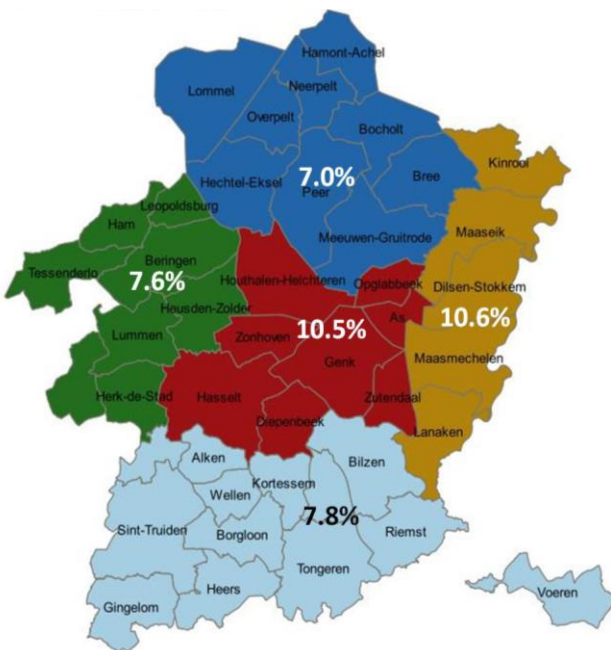 Hamont-Achel
Lommel
Neerpelt
Overpelt
Bocholt
Kinrooi
Hechtel-Eksel
7.0%
Peer
Bree
Leopoldsburg
Ham
Maaseik
Meeuwen-Gruitrode
Beringen
Tessenderlo
7.6%
Houthalen-Helchteren
Opglabbeek
Dilsen-Stokkem
Heusden-Zolder
As
10.6%
10.5%
Lummen
Zonhoven
Genk
Maasmechelen
Herk-de-Stad
Hasselt
Zutendaal
Diepenbeek
Lanaken
Alken
Bilzen
Kortessem
Wellen
7.8%
Sint-Truiden
Borgloon
Riemst
Tongeren
Heers
Voeren
Gingelom